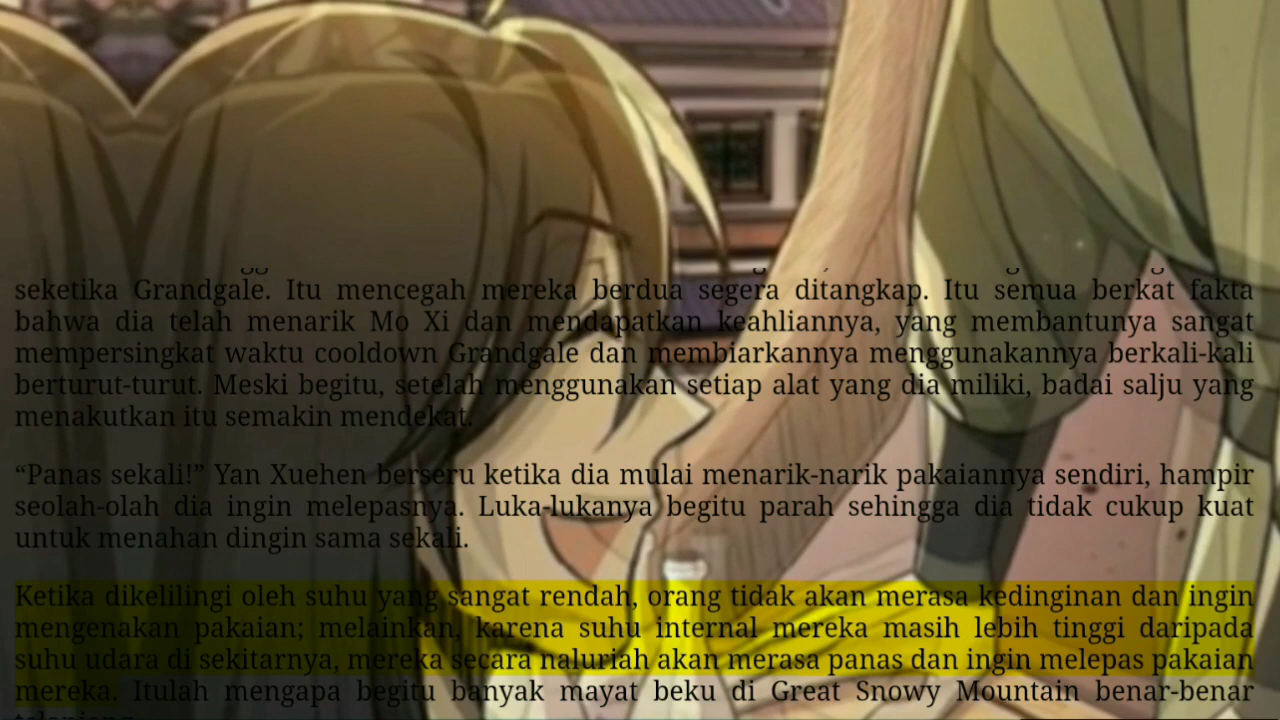 seketika Grandgale. Itu mencegah mereka berdua segera ditangkap. Itu semua berkat fakta
bahwa dia telah menarik Mo Xi dan mendapatkan keahliannya, yang membantunya sangat
mempersingkat waktu cooldown Grandgale dan membiarkannya menggunakannya berkali-kali
berturut-turut. Meski begitu, setelah menggunakan setiap alat yang dia miliki, badai salju yang
menakutkan itu semakin mendekat.
“Panas sekali!” Yan Xuehen berseru ketika dia mulai menarik-narik pakaiannya sendiri, hampir
seolah-olah dia ingin melepasnya. Luka-lukanya begitu parah sehingga dia tidak cukup kuat
untuk menahan dingin sama sekali.
Ketika dikelilingi oleh suhu yang sangat rendah, orang tidak akan merasa kedinginan dan ingin
mengenakan pakaian; melainkan, karena suhu internal mereka masih lebih tinggi daripada
suhu udara di sekitarnya, mereka secara naluriah akan merasa panas dan ingin melepas pakaian
mereka. Itulah mengapa begitu banyak mayat beku di Great Snowy Mountain benar-benar